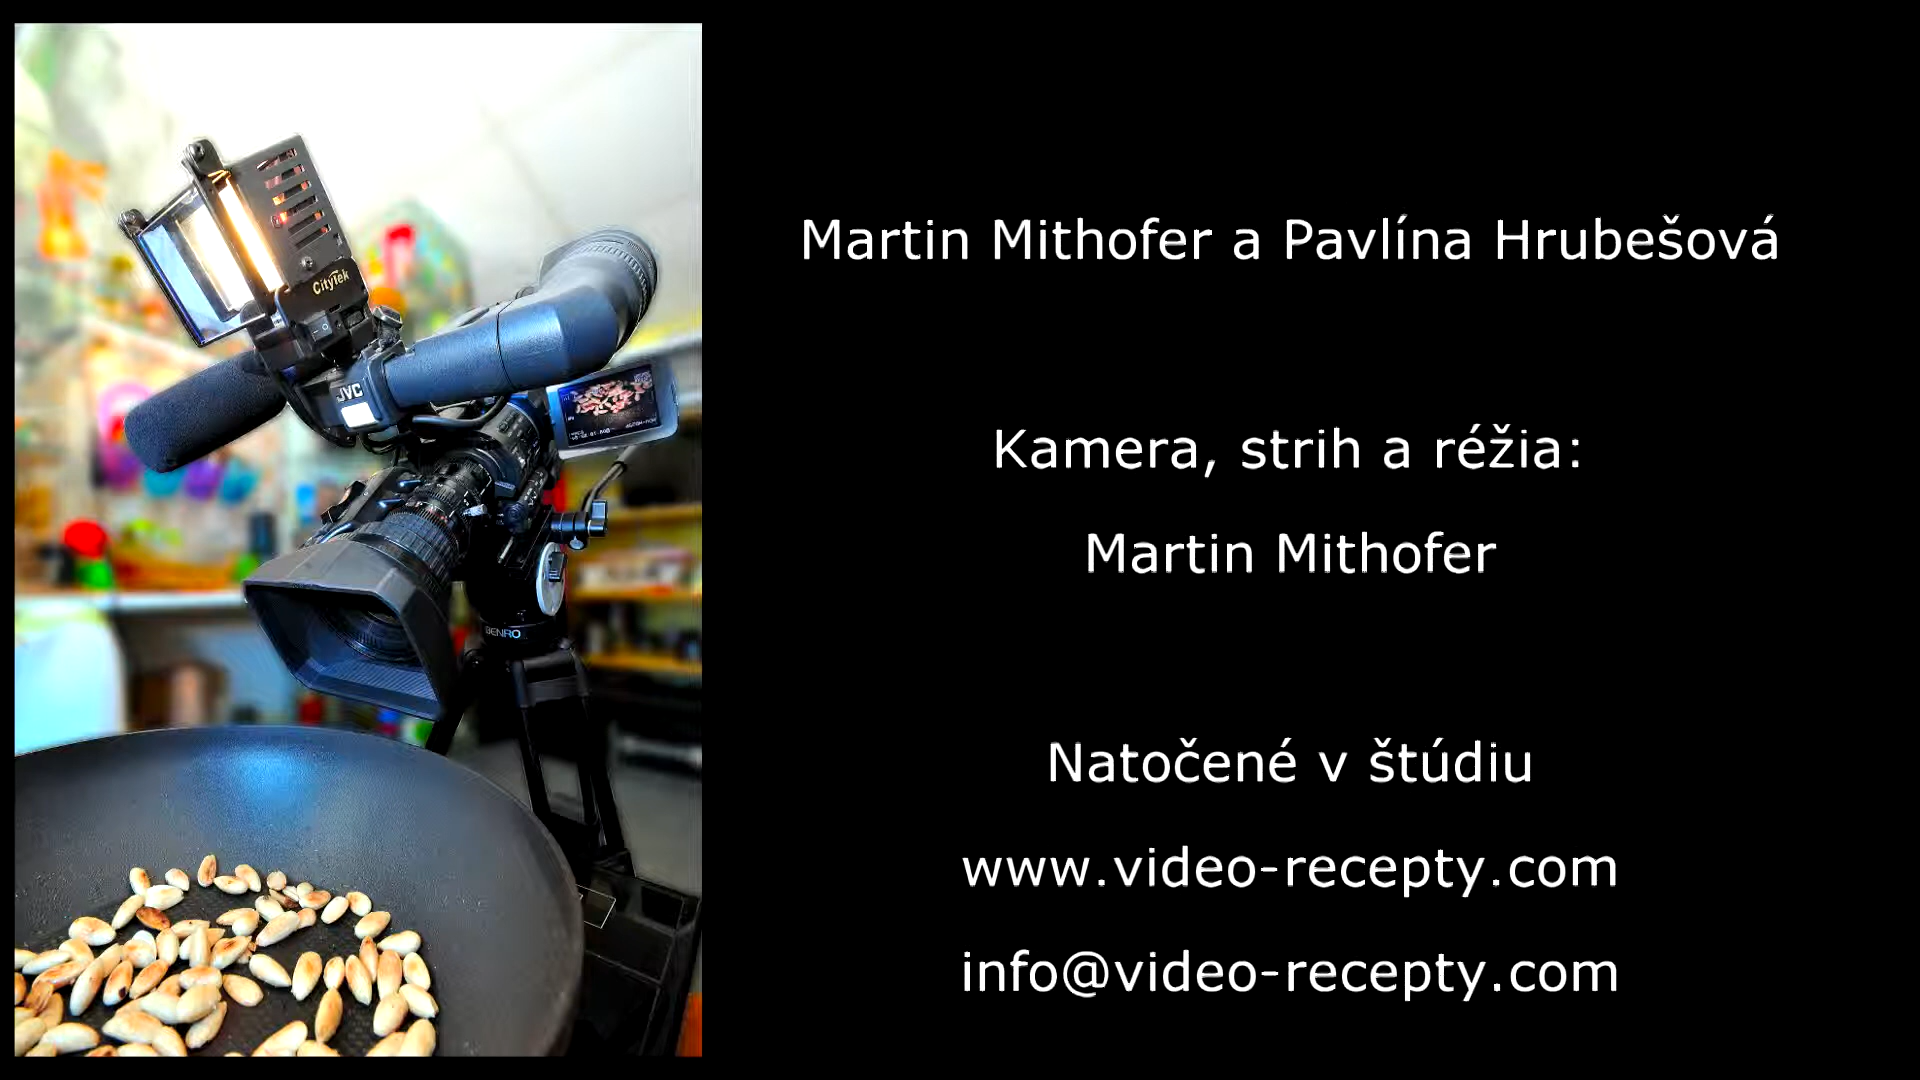 Martin Mithofer a Pavlína Hrubešová
Kamera, strih a réžia:
Martin Mithofer
Natočené v štúdiu
www.video-recepty.com
info@video-recepty.com
CityTek
JVC
BENRO